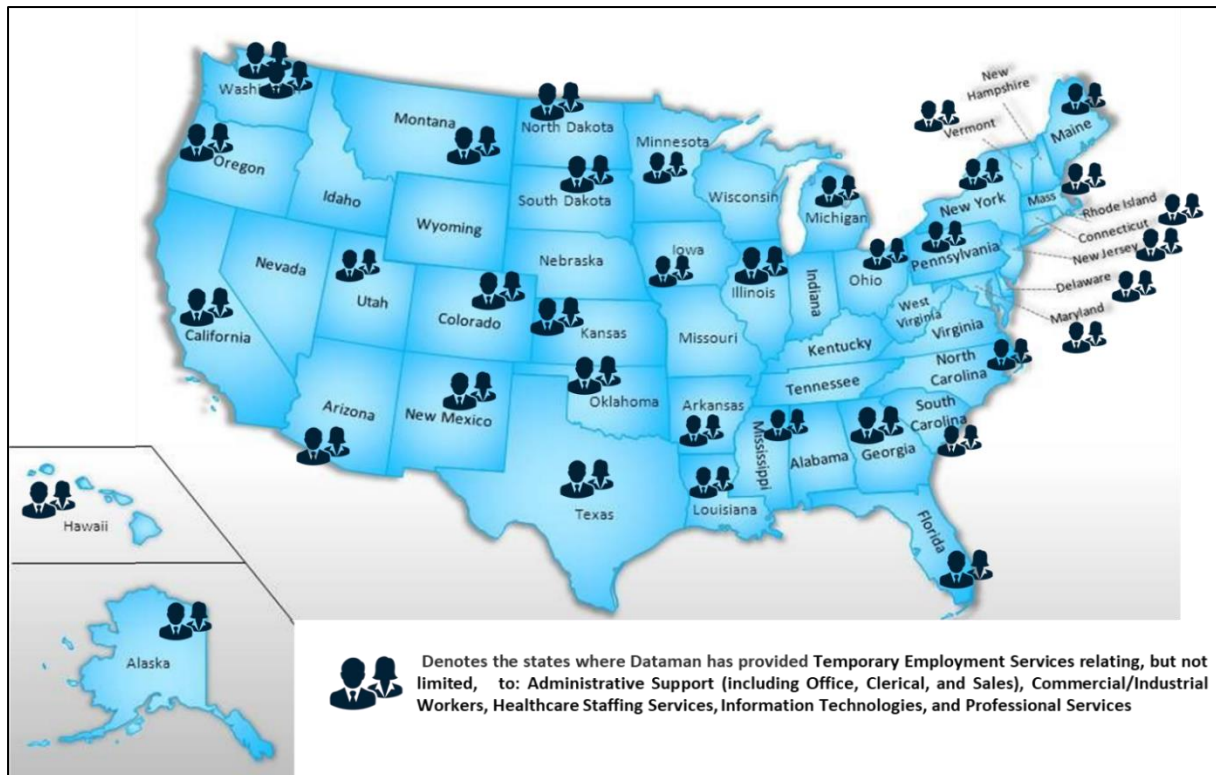 Washington
Montana
North Dakota
Minnesota
New
Hampshire
Vermont
Maine
Oregon
Idaho
South Dakota
Wisconsin
Michigan
New York
Mass
Rhode Island
Connecticut
New Jersey
Wyoming
Iowa
Pennsylvania
Nevada
Nebraska
Delaware
Utah
Illinois
Indiana
Ohio
Maryland
California
Colorado
Kansas
Missouri
West
Virginia
Virginia
Kentucky
North
Carolina
Tennessee
Arizona
New Mexico
Oklahoma
Arkansas
South
Carolina
Mississippi
Alabama
Georgia
Texas
Louisiana
Florida
Hawaii
Alaska
Denotes the states where Dataman has provided Temporary Employment Services relating, but not
limited, to: Administrative Support (including Office, Clerical, and Sales), Commercial/Industrial
Workers, Healthcare Staffing Services, Information Technologies, and Professional Services